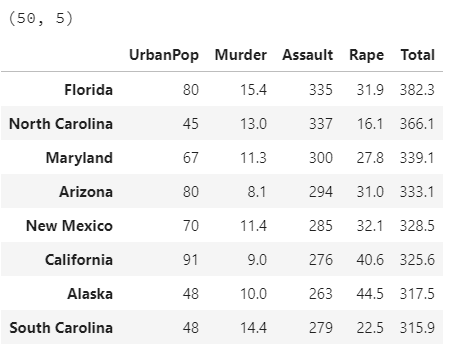 (50, 5)
UrbanPop Murder Assault Rape Total
Florida 80 15.4 335 31.9 382.3
North Carolina 45 13.0 337 16.1 366.1
Maryland 67 11.3 300 27.8 339.1
Arizona 80 8.1 294 31.0 333.1
New Mexico 70 11.4 285 32.1 328.5
California 91 9.0 276 40.6 325.6
Alaska 48 10.0 263 44.5 317.5
South Carolina 48 14.4 279 22.5 315.9